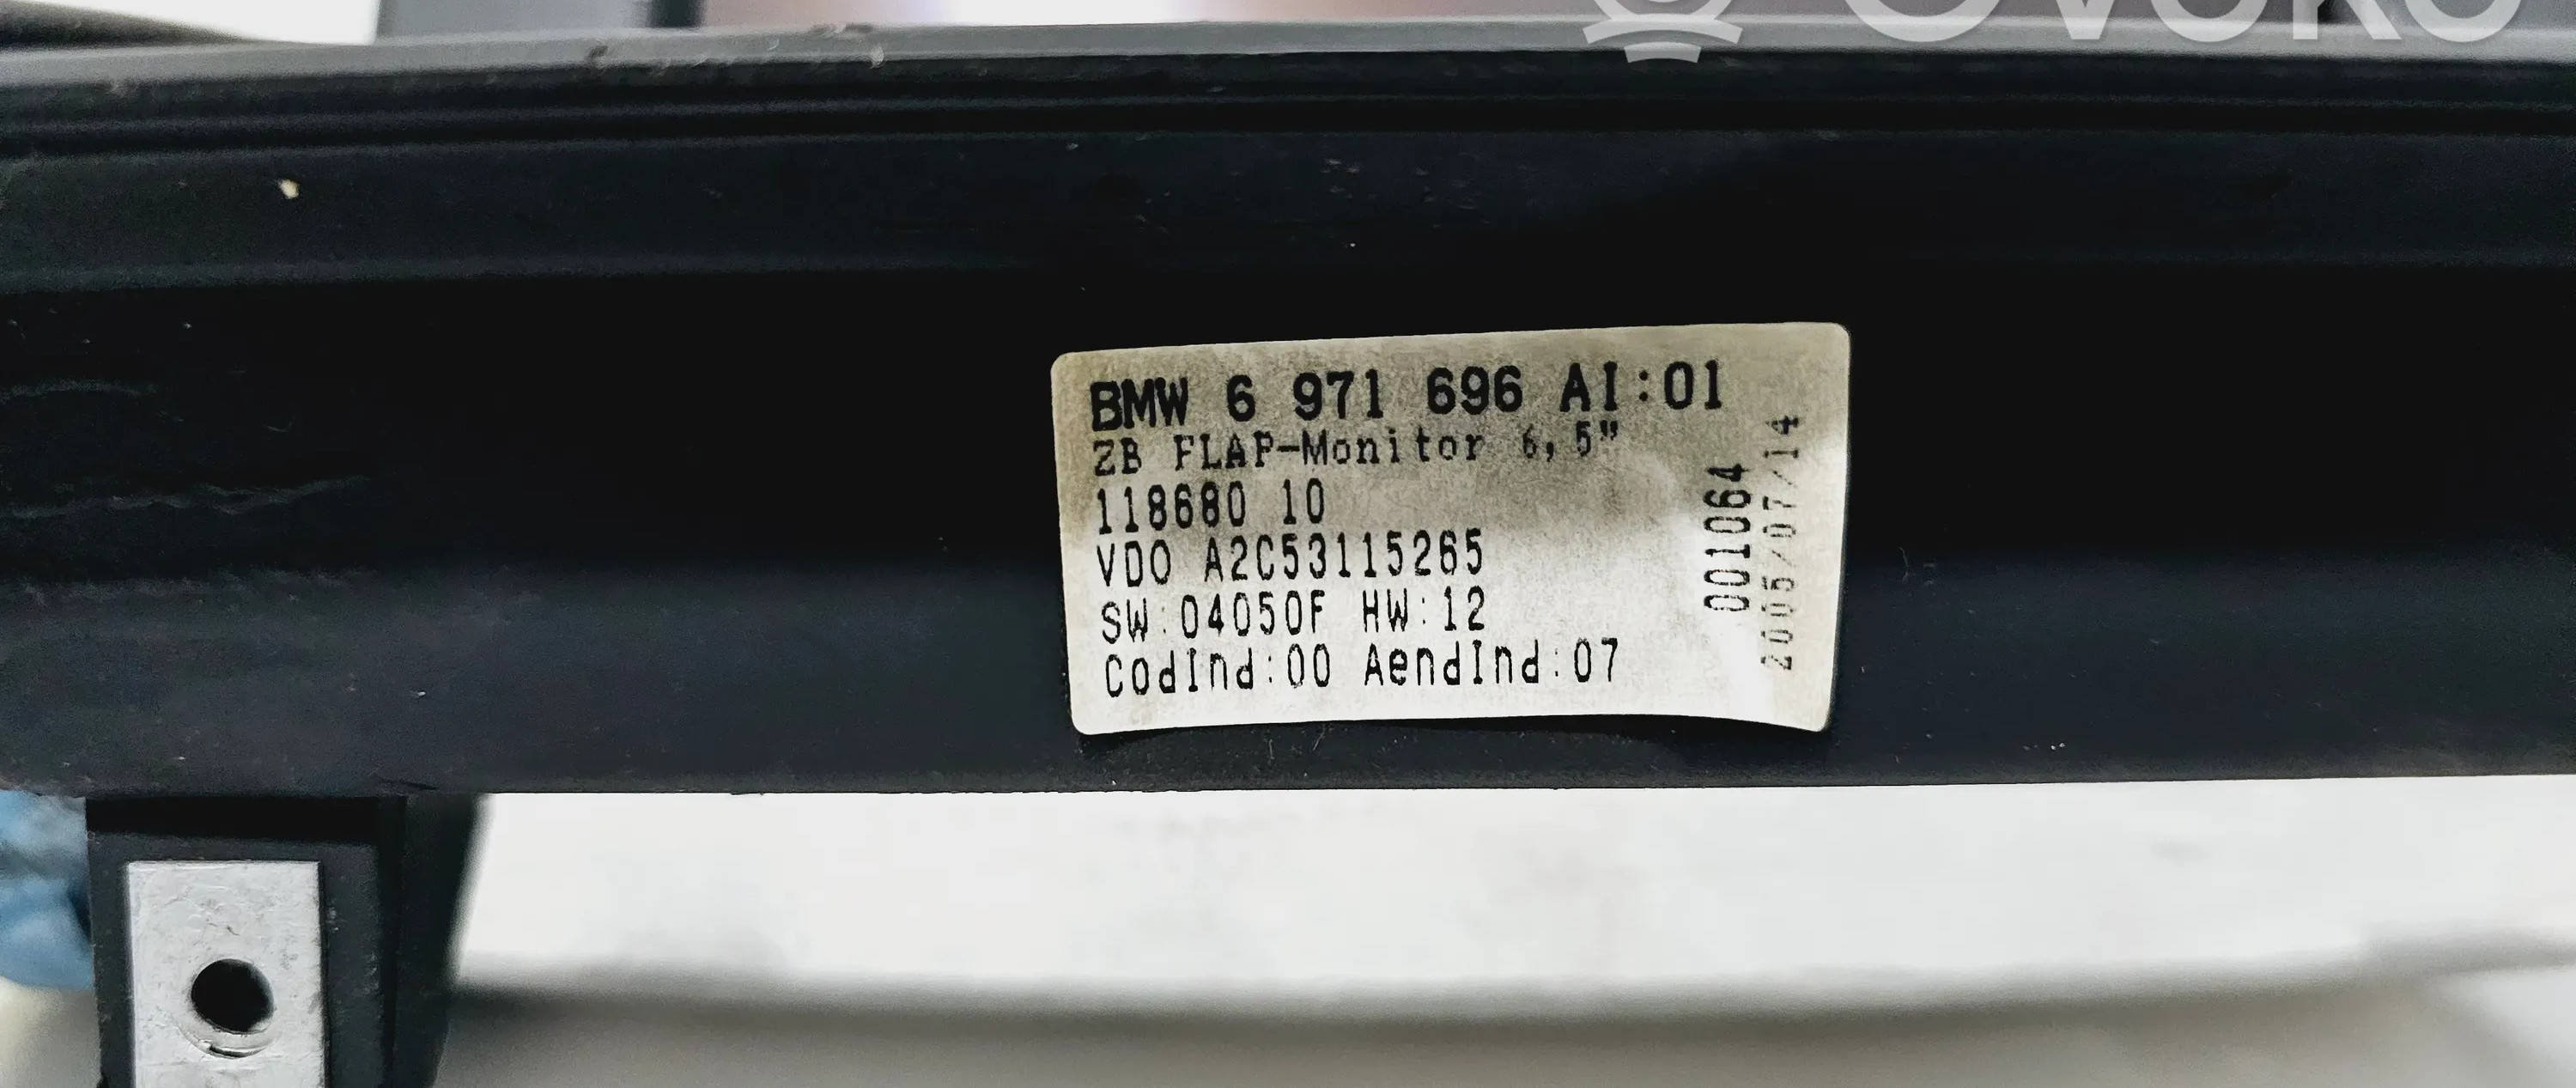 OVOKO
BMW 6 971 696 AI:01
ZB FLAP-Monitor 6,5"
118680 10
VDO A2C53115265
SW:04050F HW:12
CodInd:00 AendInd:07
001064
2005/07/14